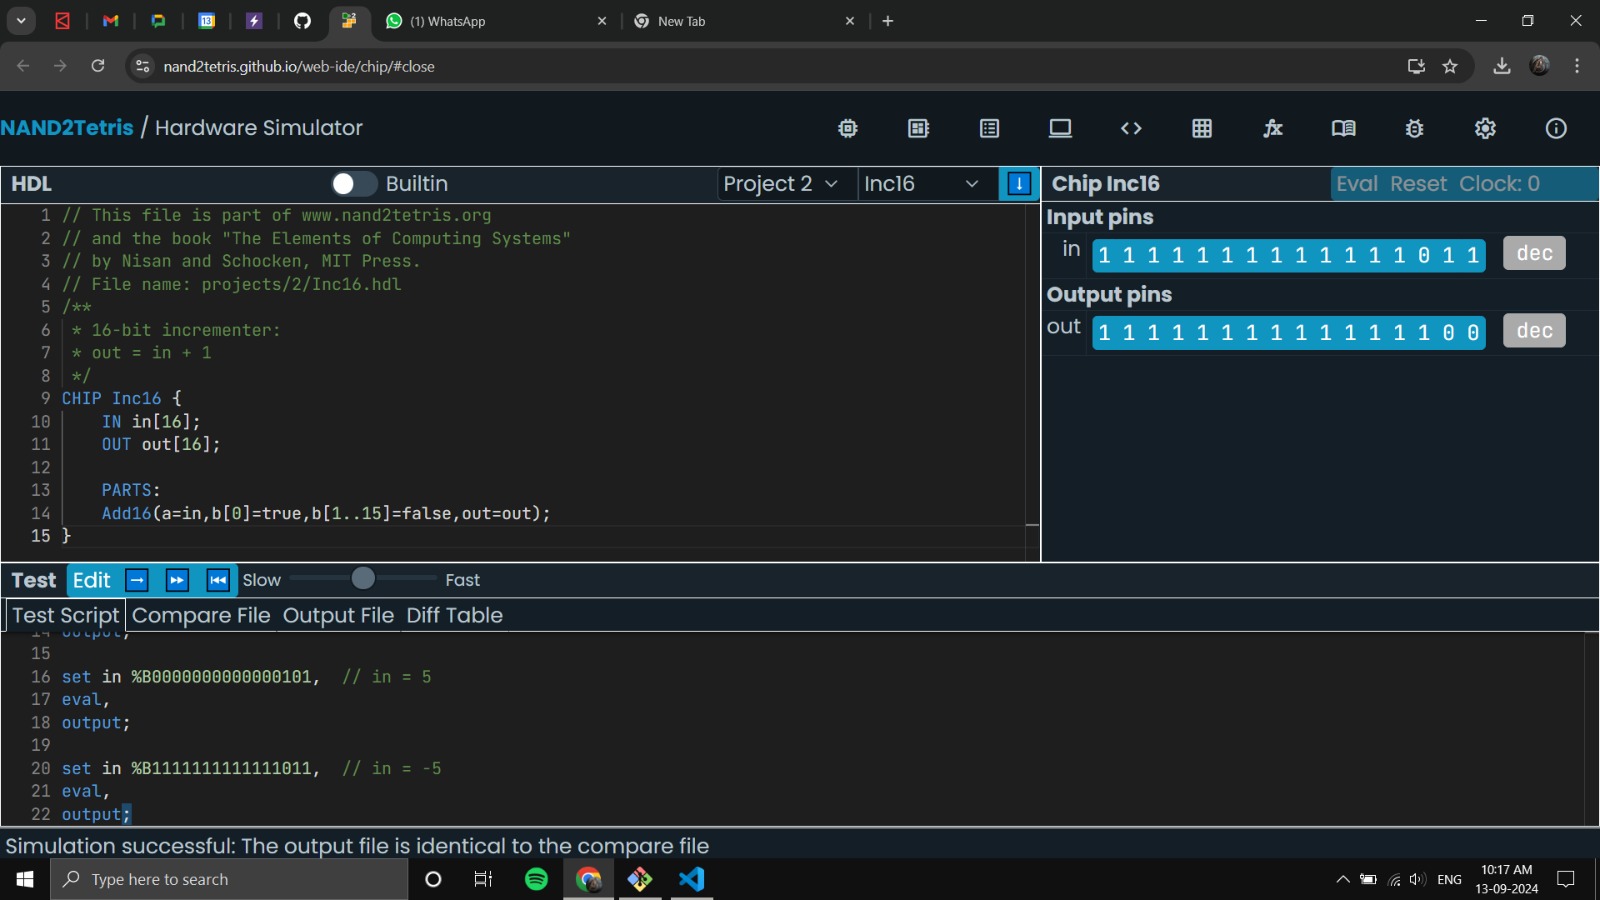 (1) WhatsApp
New Tab
nand2tetris.github.io/web-ide/chip/#close
NAND2Tetris / Hardware Simulator
HDL Builtin Project 2 Inc16
1 // This file is part of www.nand2tetris.org
2 // and the book "The Elements of Computing Systems"
3 // by Nisan and Schocken, MIT Press.
4 // File name: projects/2/Inc16.hdl
5 /**
6 * 16-bit incrementer:
7 * out = in + 1
8 */
9 CHIP Inc16 {
10 IN in[16];
11 OUT out[16];
12
13 PARTS:
14 Add16(a=in,b[0]=true,b[1..15]=false,out=out);
15 }
Chip Inc16 Eval Reset Clock: 0
Input pins
in 1 1 1 1 1 1 1 1 1 1 1 1 1 0 1 1 dec
Output pins
out 1 1 1 1 1 1 1 1 1 1 1 1 1 1 0 0 dec
Test Edit Slow Fast
Test Script Compare File Output File Diff Table
14 output;
15
16 set in %B0000000000000101, // in = 5
17 eval,
18 output;
19
20 set in %B1111111111111011, // in = -5
21 eval,
22 output;
Simulation successful: The output file is identical to the compare file
Type here to search
ENG
10:17 AM
13-09-2024